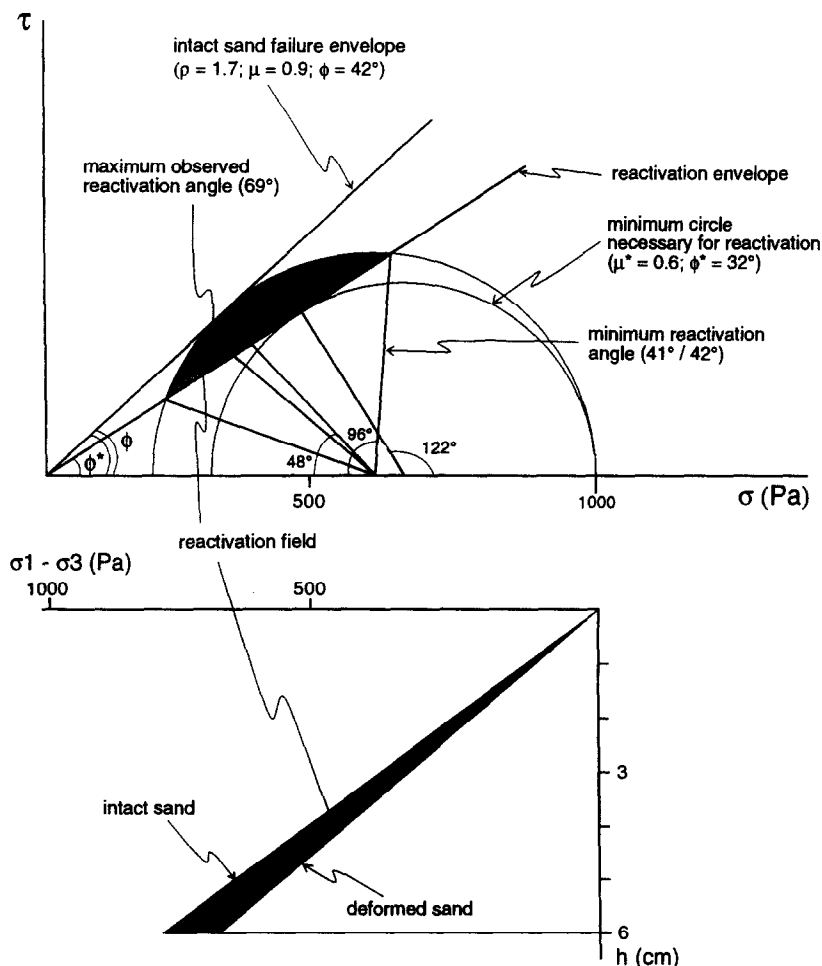 τ
intact sand failure envelope
(ρ = 1.7; μ = 0.9; ϕ = 42°)
maximum observed
reactivation angle (69°)
reactivation envelope
minimum circle
necessary for reactivation
(μ* = 0.6; ϕ* = 32°)
minimum reactivation
angle (41° / 42°)
ϕ
ϕ*
48°
96°
122°
500
1000
σ (Pa)
reactivation field
σ1 - σ3 (Pa)
1000
500
3
intact sand
deformed sand
6
h (cm)